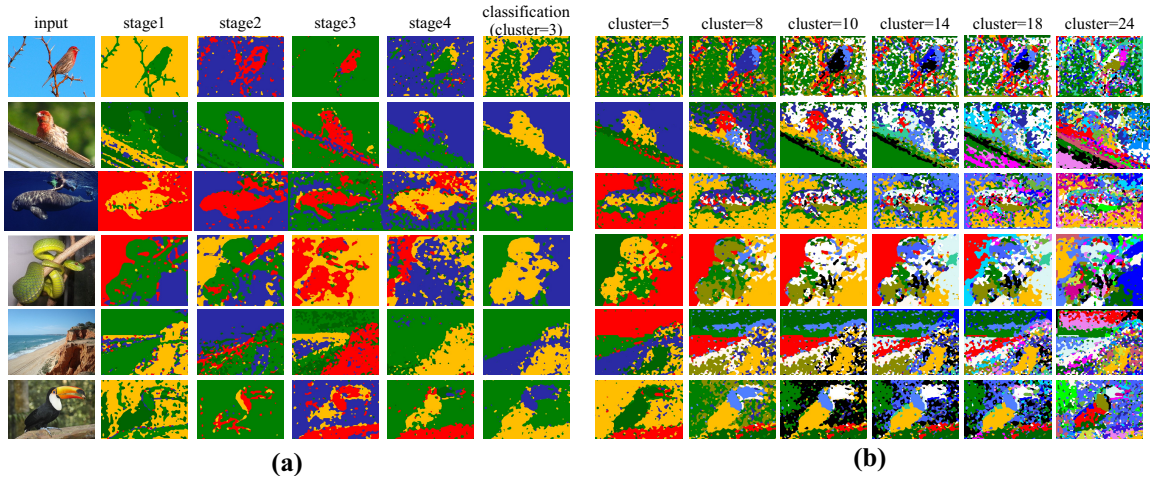 input stage1 stage2 stage3 stage4 classification (cluster=3) cluster=5 cluster=8 cluster=10 cluster=14 cluster=18 cluster=24
(a) (b)